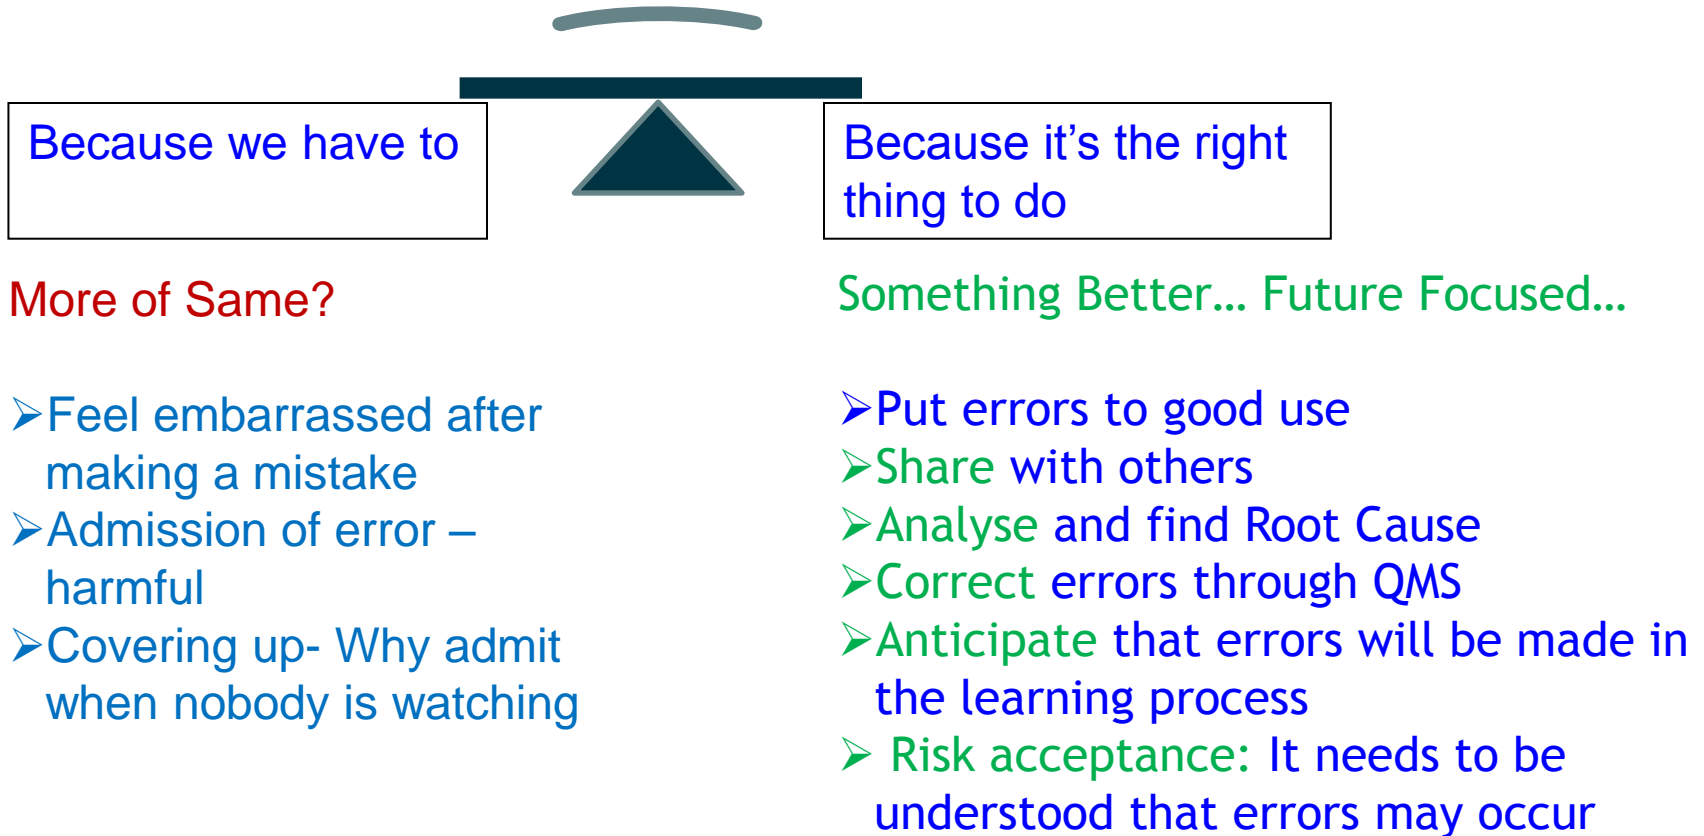 Because we have to
Because it's the right
thing to do
More of Same?
➢Feel embarrassed after
making a mistake
➢Admission of error –
harmful
➢Covering up- Why admit
when nobody is watching
Something Better… Future Focused…
➢Put errors to good use
➢Share with others
➢Analyse and find Root Cause
➢Correct errors through QMS
➢Anticipate that errors will be made in
the learning process
➢ Risk acceptance: It needs to be
understood that errors may occur